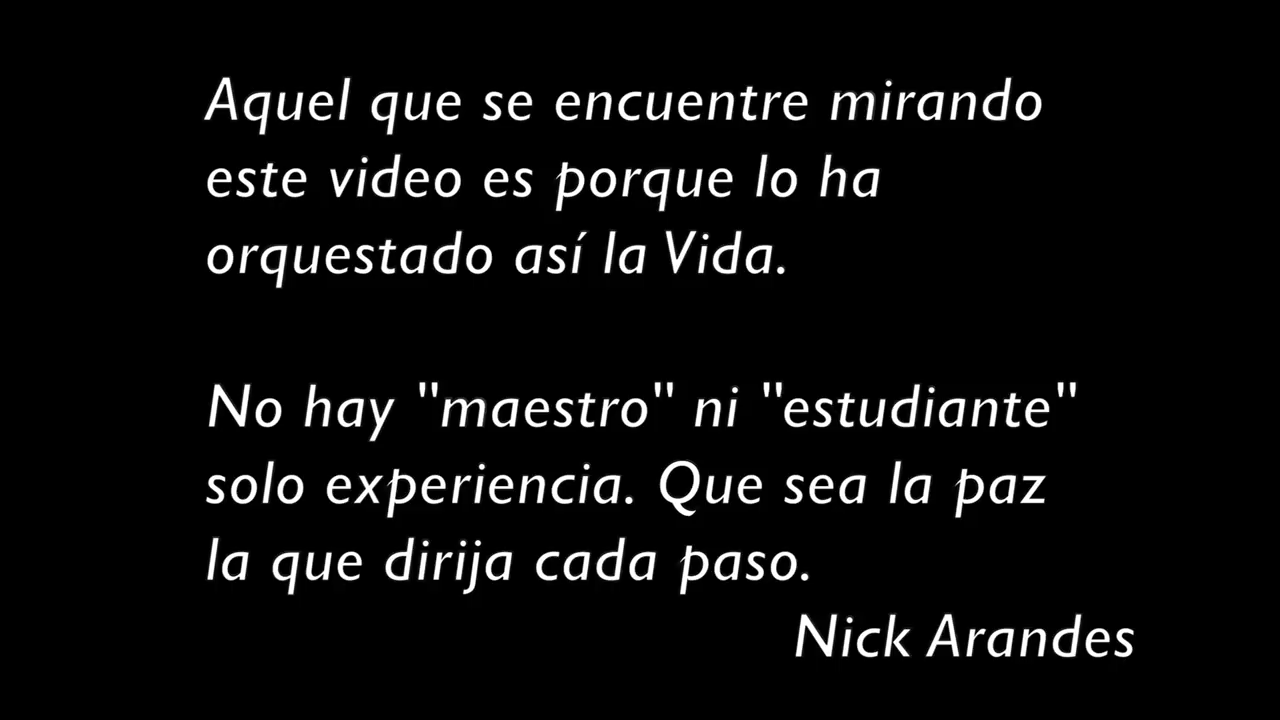 Aquel que se encuentre mirando
este video es porque lo ha
orquestado así la Vida.
No hay "maestro" ni "estudiante"
solo experiencia. Que sea la paz
la que dirija cada paso.
Nick Arandes